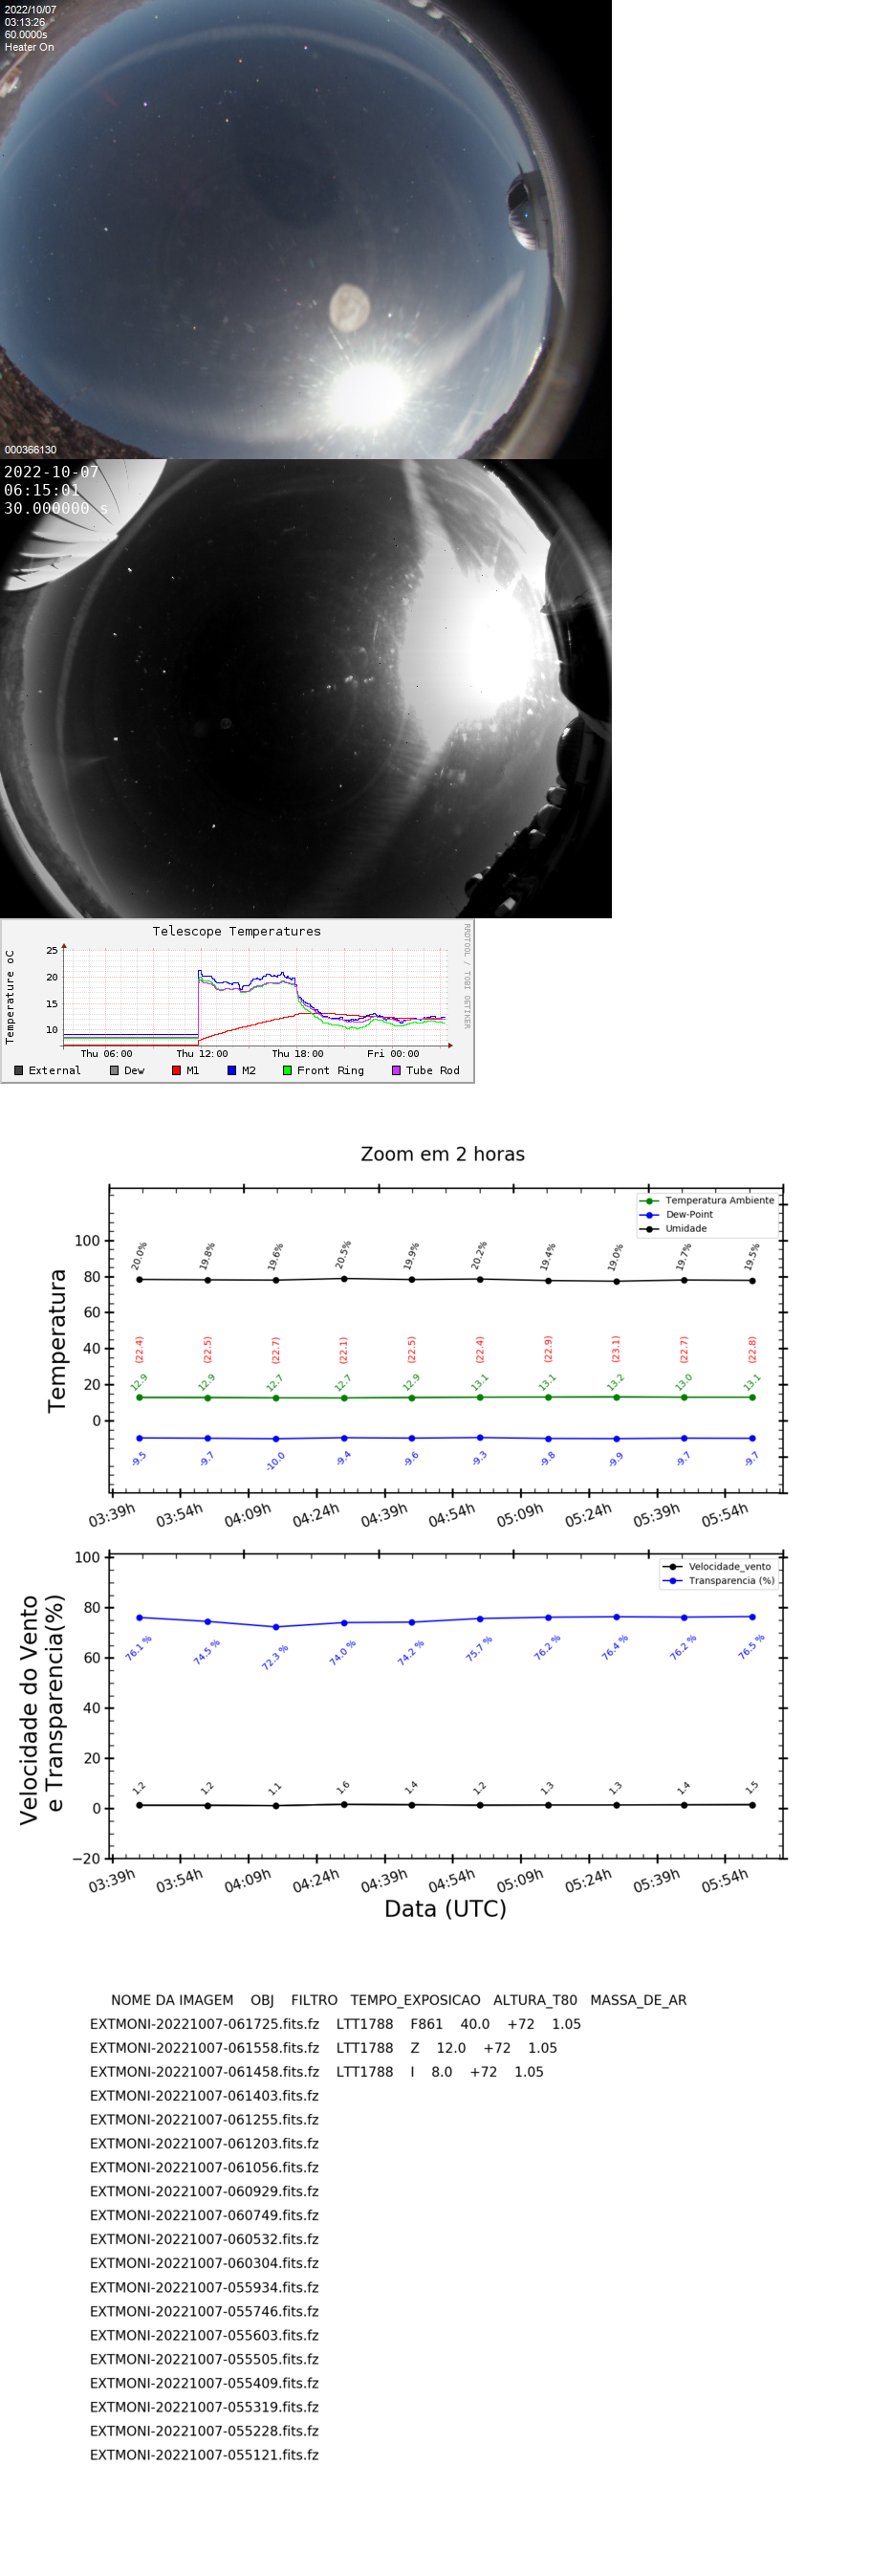 2022/10/07
03:13:26
60.0000s
Heater On
000366130
2022-10-07
06:15:01
30.000000 s
Telescope Temperatures
RRDTOOL / TOBI OETIKER
Temperature oC
25
20
15
10
Thu 06:00 Thu 12:00 Thu 18:00 Fri 00:00
External Dew M1 M2 Front Ring Tube Rod
Zoom em 2 horas
Temperatura Ambiente
Dew-Point
Umidade
Temperatura
100
80
60
40
20
0
20.0% 19.8% 19.6% 20.5% 19.9% 20.2% 19.4% 19.0% 19.7% 19.5%
(22.4) (22.5) (22.7) (22.1) (22.5) (22.4) (22.9) (23.1) (22.7) (22.8)
12.9 12.9 12.7 12.7 12.9 13.1 13.1 13.2 13.0 13.1
-9.5 -9.7 -10.0 -9.4 -9.6 -9.3 -9.8 -9.9 -9.7 -9.7
03:39h 03:54h 04:09h 04:24h 04:39h 04:54h 05:09h 05:24h 05:39h 05:54h
Velocidade_vento
Transparencia (%)
Velocidade do Vento
e Transparencia(%)
100
80
60
40
20
0
−20
76.1 % 74.5 % 72.3 % 74.0 % 74.2 % 75.7 % 76.2 % 76.4 % 76.2 % 76.5 %
1.2 1.2 1.1 1.6 1.4 1.2 1.3 1.3 1.4 1.5
03:39h 03:54h 04:09h 04:24h 04:39h 04:54h 05:09h 05:24h 05:39h 05:54h
Data (UTC)
NOME DA IMAGEM OBJ FILTRO TEMPO_EXPOSICAO ALTURA_T80 MASSA_DE_AR
EXTMONI-20221007-061725.fits.fz LTT1788 F861 40.0 +72 1.05
EXTMONI-20221007-061558.fits.fz LTT1788 Z 12.0 +72 1.05
EXTMONI-20221007-061458.fits.fz LTT1788 I 8.0 +72 1.05
EXTMONI-20221007-061403.fits.fz
EXTMONI-20221007-061255.fits.fz
EXTMONI-20221007-061203.fits.fz
EXTMONI-20221007-061056.fits.fz
EXTMONI-20221007-060929.fits.fz
EXTMONI-20221007-060749.fits.fz
EXTMONI-20221007-060532.fits.fz
EXTMONI-20221007-060304.fits.fz
EXTMONI-20221007-055934.fits.fz
EXTMONI-20221007-055746.fits.fz
EXTMONI-20221007-055603.fits.fz
EXTMONI-20221007-055505.fits.fz
EXTMONI-20221007-055409.fits.fz
EXTMONI-20221007-055319.fits.fz
EXTMONI-20221007-055228.fits.fz
EXTMONI-20221007-055121.fits.fz